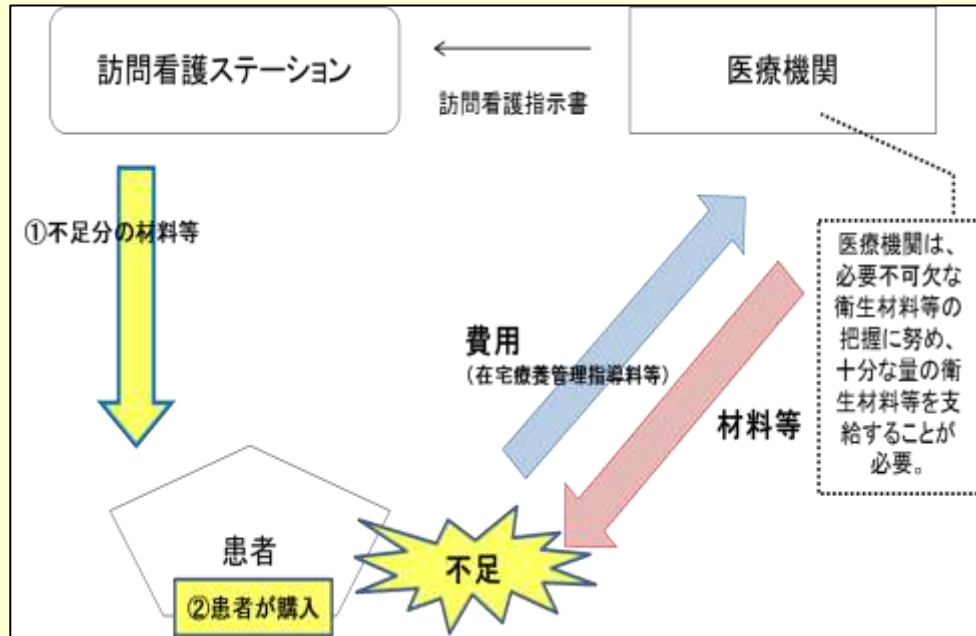 訪問看護ステーション
医療機関
訪問看護指示書
①不足分の材料等
医療機関は、
必要不可欠な
衛生材料等の
把握に努め、
十分な量の衛
生材料等を支
給することが
必要。
費用
（在宅療養管理指導料等）
材料等
患者
不足
②患者が購入